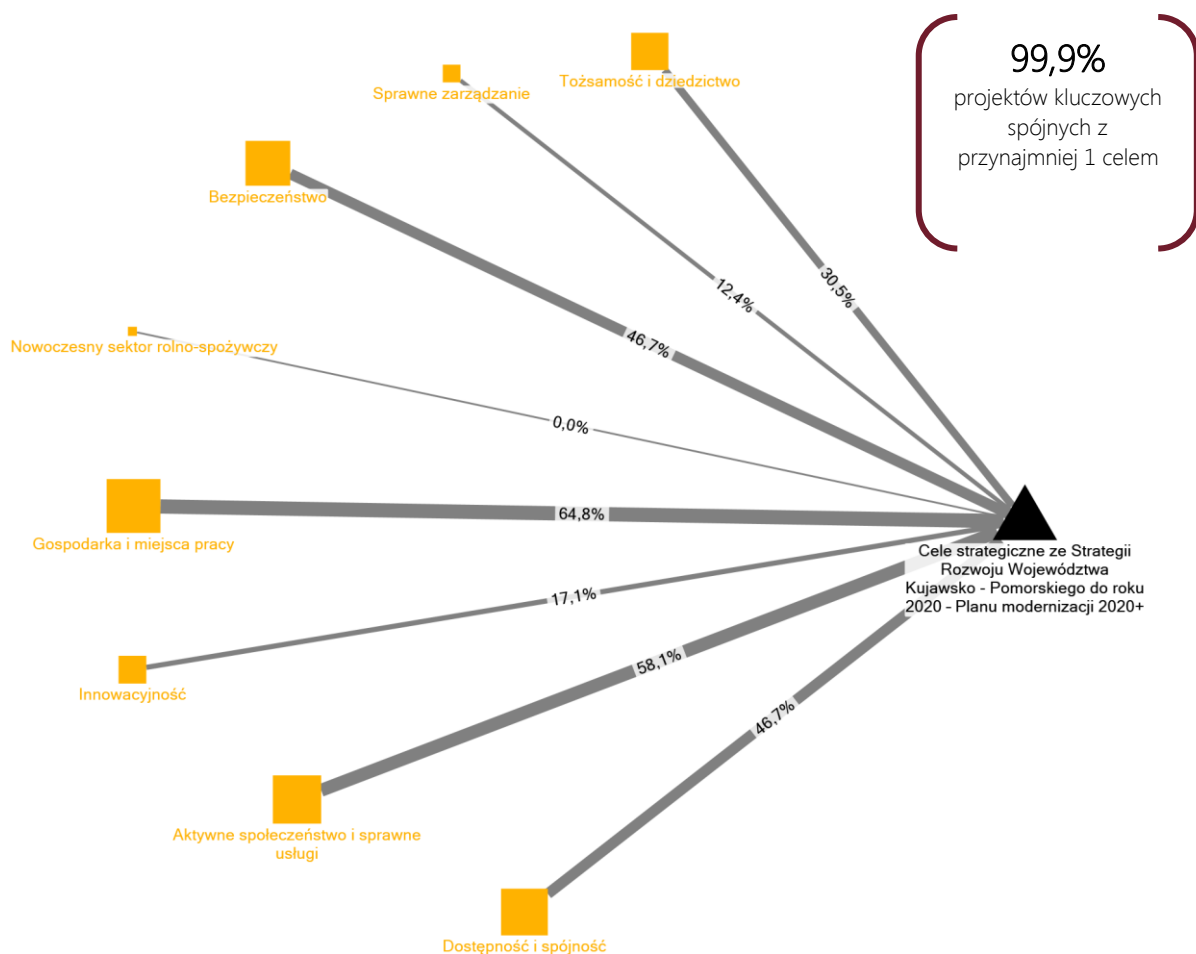 99,9%
projektów kluczowych
spójnych z
przynajmniej 1 celem
Tożsamość i dziedzictwo
Sprawne zarządzanie
Bezpieczeństwo
30,5%
12,4%
46,7%
Nowoczesny sektor rolno-spożywczy
0,0%
64,8%
Gospodarka i miejsca pracy
Cele strategiczne ze Strategii
Rozwoju Województwa
Kujawsko - Pomorskiego do roku
2020 - Planu modernizacji 2020+
17,1%
Innowacyjność
58,1%
46,7%
Aktywne społeczeństwo i sprawne
usługi
Dostępność i spójność